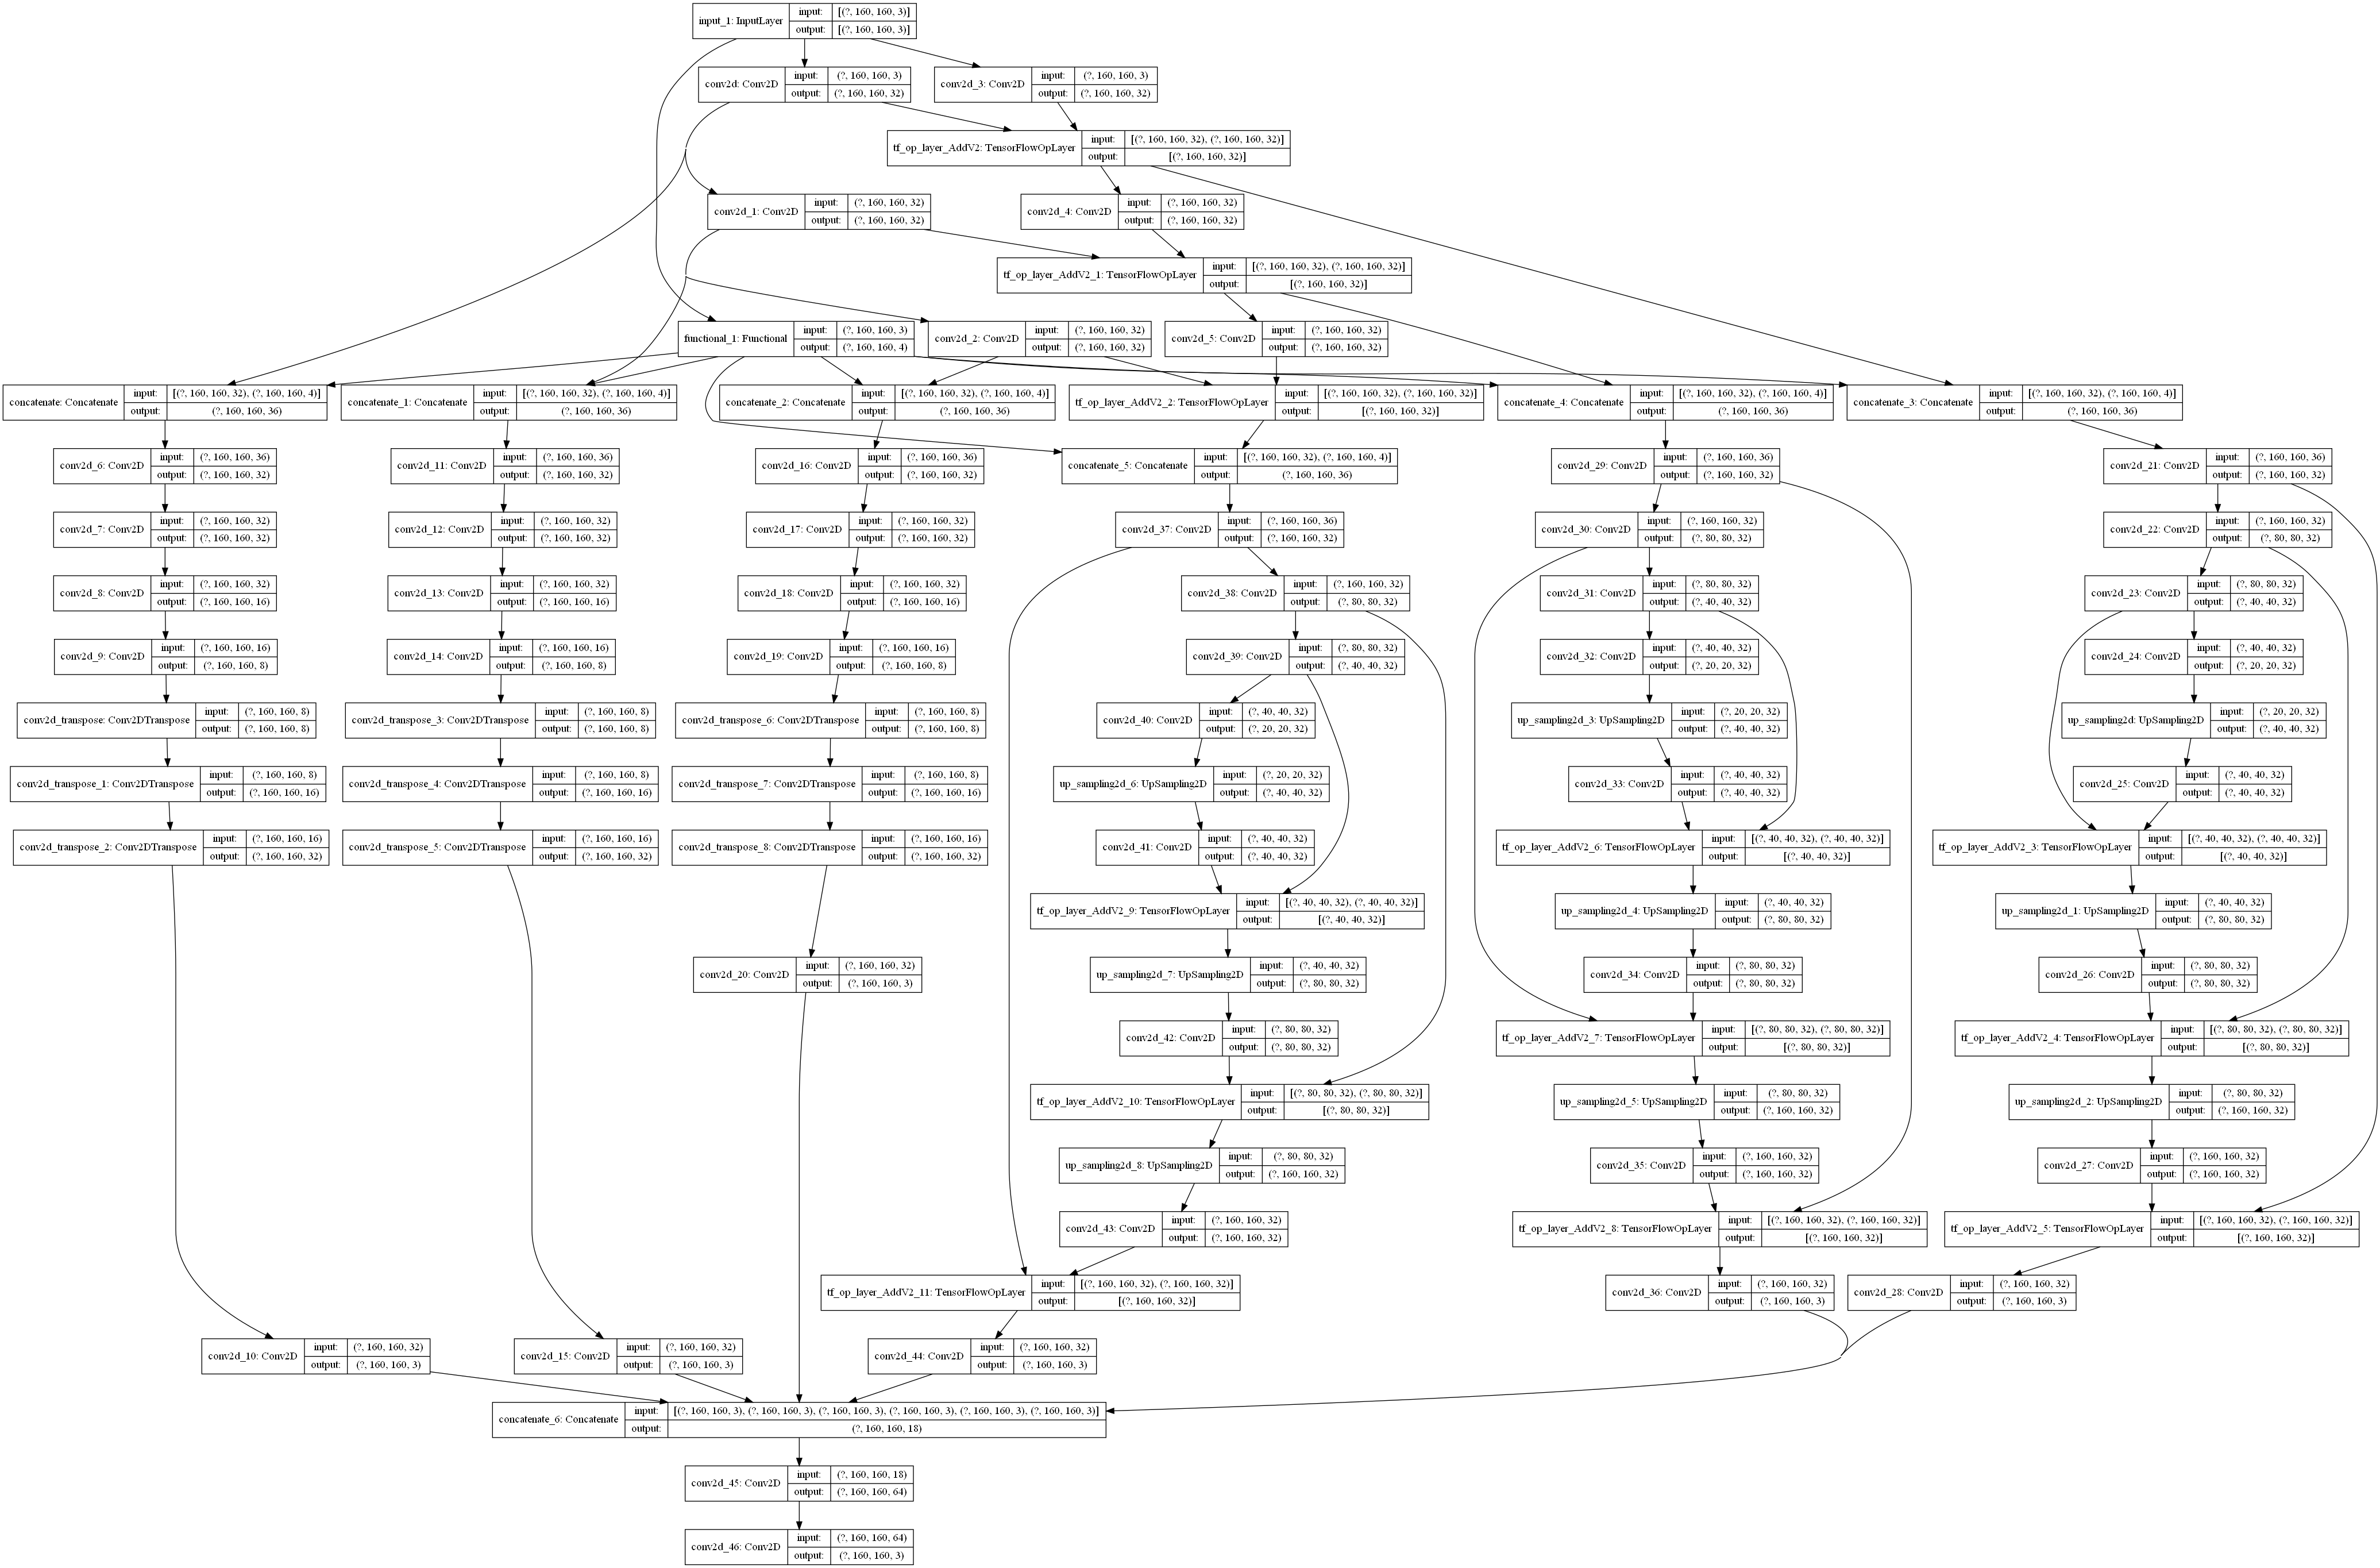 input_1: InputLayer
input: [(?, 160, 160, 3)]
output: [(?, 160, 160, 3)]
conv2d: Conv2D
input: (?, 160, 160, 3)
output: (?, 160, 160, 32)
conv2d_3: Conv2D
input: (?, 160, 160, 3)
output: (?, 160, 160, 32)
tf_op_layer_AddV2: TensorFlowOpLayer
input: [(?, 160, 160, 32), (?, 160, 160, 32)]
output: [(?, 160, 160, 32)]
conv2d_1: Conv2D
input: (?, 160, 160, 32)
output: (?, 160, 160, 32)
conv2d_4: Conv2D
input: (?, 160, 160, 32)
output: (?, 160, 160, 32)
tf_op_layer_AddV2_1: TensorFlowOpLayer
input: [(?, 160, 160, 32), (?, 160, 160, 32)]
output: [(?, 160, 160, 32)]
functional_1: Functional
input: (?, 160, 160, 3)
output: (?, 160, 160, 4)
conv2d_2: Conv2D
input: (?, 160, 160, 32)
output: (?, 160, 160, 32)
conv2d_5: Conv2D
input: (?, 160, 160, 32)
output: (?, 160, 160, 32)
concatenate: Concatenate
input: [(?, 160, 160, 32), (?, 160, 160, 4)]
output: (?, 160, 160, 36)
concatenate_1: Concatenate
input: [(?, 160, 160, 32), (?, 160, 160, 4)]
output: (?, 160, 160, 36)
concatenate_2: Concatenate
input: [(?, 160, 160, 32), (?, 160, 160, 4)]
output: (?, 160, 160, 36)
tf_op_layer_AddV2_2: TensorFlowOpLayer
input: [(?, 160, 160, 32), (?, 160, 160, 32)]
output: [(?, 160, 160, 32)]
concatenate_4: Concatenate
input: [(?, 160, 160, 32), (?, 160, 160, 4)]
output: (?, 160, 160, 36)
concatenate_3: Concatenate
input: [(?, 160, 160, 32), (?, 160, 160, 4)]
output: (?, 160, 160, 36)
conv2d_6: Conv2D
input: (?, 160, 160, 36)
output: (?, 160, 160, 32)
conv2d_11: Conv2D
input: (?, 160, 160, 36)
output: (?, 160, 160, 32)
conv2d_16: Conv2D
input: (?, 160, 160, 36)
output: (?, 160, 160, 32)
concatenate_5: Concatenate
input: [(?, 160, 160, 32), (?, 160, 160, 4)]
output: (?, 160, 160, 36)
conv2d_29: Conv2D
input: (?, 160, 160, 36)
output: (?, 160, 160, 32)
conv2d_21: Conv2D
input: (?, 160, 160, 36)
output: (?, 160, 160, 32)
conv2d_7: Conv2D
input: (?, 160, 160, 32)
output: (?, 160, 160, 32)
conv2d_12: Conv2D
input: (?, 160, 160, 32)
output: (?, 160, 160, 32)
conv2d_17: Conv2D
input: (?, 160, 160, 32)
output: (?, 160, 160, 32)
conv2d_37: Conv2D
input: (?, 160, 160, 36)
output: (?, 160, 160, 32)
conv2d_30: Conv2D
input: (?, 160, 160, 32)
output: (?, 80, 80, 32)
conv2d_22: Conv2D
input: (?, 160, 160, 32)
output: (?, 80, 80, 32)
conv2d_8: Conv2D
input: (?, 160, 160, 32)
output: (?, 160, 160, 16)
conv2d_13: Conv2D
input: (?, 160, 160, 32)
output: (?, 160, 160, 16)
conv2d_18: Conv2D
input: (?, 160, 160, 32)
output: (?, 160, 160, 16)
conv2d_38: Conv2D
input: (?, 160, 160, 32)
output: (?, 80, 80, 32)
conv2d_31: Conv2D
input: (?, 80, 80, 32)
output: (?, 40, 40, 32)
conv2d_23: Conv2D
input: (?, 80, 80, 32)
output: (?, 40, 40, 32)
conv2d_9: Conv2D
input: (?, 160, 160, 16)
output: (?, 160, 160, 8)
conv2d_14: Conv2D
input: (?, 160, 160, 16)
output: (?, 160, 160, 8)
conv2d_19: Conv2D
input: (?, 160, 160, 16)
output: (?, 160, 160, 8)
conv2d_39: Conv2D
input: (?, 80, 80, 32)
output: (?, 40, 40, 32)
conv2d_32: Conv2D
input: (?, 40, 40, 32)
output: (?, 20, 20, 32)
conv2d_24: Conv2D
input: (?, 40, 40, 32)
output: (?, 20, 20, 32)
conv2d_transpose: Conv2DTranspose
input: (?, 160, 160, 8)
output: (?, 160, 160, 8)
conv2d_transpose_3: Conv2DTranspose
input: (?, 160, 160, 8)
output: (?, 160, 160, 8)
conv2d_transpose_6: Conv2DTranspose
input: (?, 160, 160, 8)
output: (?, 160, 160, 8)
conv2d_40: Conv2D
input: (?, 40, 40, 32)
output: (?, 20, 20, 32)
up_sampling2d_3: UpSampling2D
input: (?, 20, 20, 32)
output: (?, 40, 40, 32)
up_sampling2d: UpSampling2D
input: (?, 20, 20, 32)
output: (?, 40, 40, 32)
conv2d_transpose_1: Conv2DTranspose
input: (?, 160, 160, 8)
output: (?, 160, 160, 16)
conv2d_transpose_4: Conv2DTranspose
input: (?, 160, 160, 8)
output: (?, 160, 160, 16)
conv2d_transpose_7: Conv2DTranspose
input: (?, 160, 160, 8)
output: (?, 160, 160, 16)
up_sampling2d_6: UpSampling2D
input: (?, 20, 20, 32)
output: (?, 40, 40, 32)
conv2d_33: Conv2D
input: (?, 40, 40, 32)
output: (?, 40, 40, 32)
conv2d_25: Conv2D
input: (?, 40, 40, 32)
output: (?, 40, 40, 32)
conv2d_transpose_2: Conv2DTranspose
input: (?, 160, 160, 16)
output: (?, 160, 160, 32)
conv2d_transpose_5: Conv2DTranspose
input: (?, 160, 160, 16)
output: (?, 160, 160, 32)
conv2d_transpose_8: Conv2DTranspose
input: (?, 160, 160, 16)
output: (?, 160, 160, 32)
conv2d_41: Conv2D
input: (?, 40, 40, 32)
output: (?, 40, 40, 32)
tf_op_layer_AddV2_6: TensorFlowOpLayer
input: [(?, 40, 40, 32), (?, 40, 40, 32)]
output: [(?, 40, 40, 32)]
tf_op_layer_AddV2_3: TensorFlowOpLayer
input: [(?, 40, 40, 32), (?, 40, 40, 32)]
output: [(?, 40, 40, 32)]
tf_op_layer_AddV2_9: TensorFlowOpLayer
input: [(?, 40, 40, 32), (?, 40, 40, 32)]
output: [(?, 40, 40, 32)]
up_sampling2d_4: UpSampling2D
input: (?, 40, 40, 32)
output: (?, 80, 80, 32)
up_sampling2d_1: UpSampling2D
input: (?, 40, 40, 32)
output: (?, 80, 80, 32)
conv2d_20: Conv2D
input: (?, 160, 160, 32)
output: (?, 160, 160, 3)
up_sampling2d_7: UpSampling2D
input: (?, 40, 40, 32)
output: (?, 80, 80, 32)
conv2d_34: Conv2D
input: (?, 80, 80, 32)
output: (?, 80, 80, 32)
conv2d_26: Conv2D
input: (?, 80, 80, 32)
output: (?, 80, 80, 32)
conv2d_42: Conv2D
input: (?, 80, 80, 32)
output: (?, 80, 80, 32)
tf_op_layer_AddV2_7: TensorFlowOpLayer
input: [(?, 80, 80, 32), (?, 80, 80, 32)]
output: [(?, 80, 80, 32)]
tf_op_layer_AddV2_4: TensorFlowOpLayer
input: [(?, 80, 80, 32), (?, 80, 80, 32)]
output: [(?, 80, 80, 32)]
tf_op_layer_AddV2_10: TensorFlowOpLayer
input: [(?, 80, 80, 32), (?, 80, 80, 32)]
output: [(?, 80, 80, 32)]
up_sampling2d_5: UpSampling2D
input: (?, 80, 80, 32)
output: (?, 160, 160, 32)
up_sampling2d_2: UpSampling2D
input: (?, 80, 80, 32)
output: (?, 160, 160, 32)
up_sampling2d_8: UpSampling2D
input: (?, 80, 80, 32)
output: (?, 160, 160, 32)
conv2d_35: Conv2D
input: (?, 160, 160, 32)
output: (?, 160, 160, 32)
conv2d_27: Conv2D
input: (?, 160, 160, 32)
output: (?, 160, 160, 32)
conv2d_43: Conv2D
input: (?, 160, 160, 32)
output: (?, 160, 160, 32)
tf_op_layer_AddV2_8: TensorFlowOpLayer
input: [(?, 160, 160, 32), (?, 160, 160, 32)]
output: [(?, 160, 160, 32)]
tf_op_layer_AddV2_5: TensorFlowOpLayer
input: [(?, 160, 160, 32), (?, 160, 160, 32)]
output: [(?, 160, 160, 32)]
tf_op_layer_AddV2_11: TensorFlowOpLayer
input: [(?, 160, 160, 32), (?, 160, 160, 32)]
output: [(?, 160, 160, 32)]
conv2d_36: Conv2D
input: (?, 160, 160, 32)
output: (?, 160, 160, 3)
conv2d_28: Conv2D
input: (?, 160, 160, 32)
output: (?, 160, 160, 3)
conv2d_10: Conv2D
input: (?, 160, 160, 32)
output: (?, 160, 160, 3)
conv2d_15: Conv2D
input: (?, 160, 160, 32)
output: (?, 160, 160, 3)
conv2d_44: Conv2D
input: (?, 160, 160, 32)
output: (?, 160, 160, 3)
concatenate_6: Concatenate
input: [(?, 160, 160, 3), (?, 160, 160, 3), (?, 160, 160, 3), (?, 160, 160, 3), (?, 160, 160, 3), (?, 160, 160, 3)]
output: (?, 160, 160, 18)
conv2d_45: Conv2D
input: (?, 160, 160, 18)
output: (?, 160, 160, 64)
conv2d_46: Conv2D
input: (?, 160, 160, 64)
output: (?, 160, 160, 3)